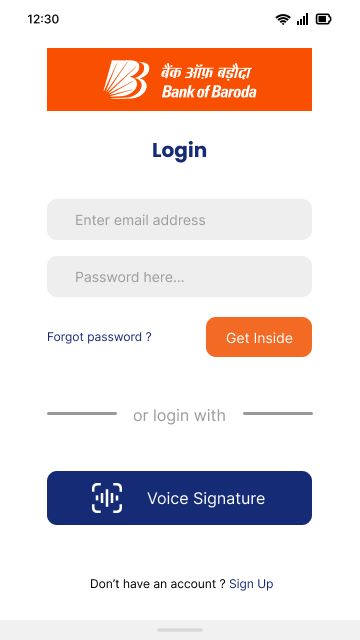 12:30
बैंक ऑफ़ बड़ौदा
Bank of Baroda
Login
Enter email address
Password here...
Forgot password ?
Get Inside
or login with
Voice Signature
Don't have an account ? Sign Up